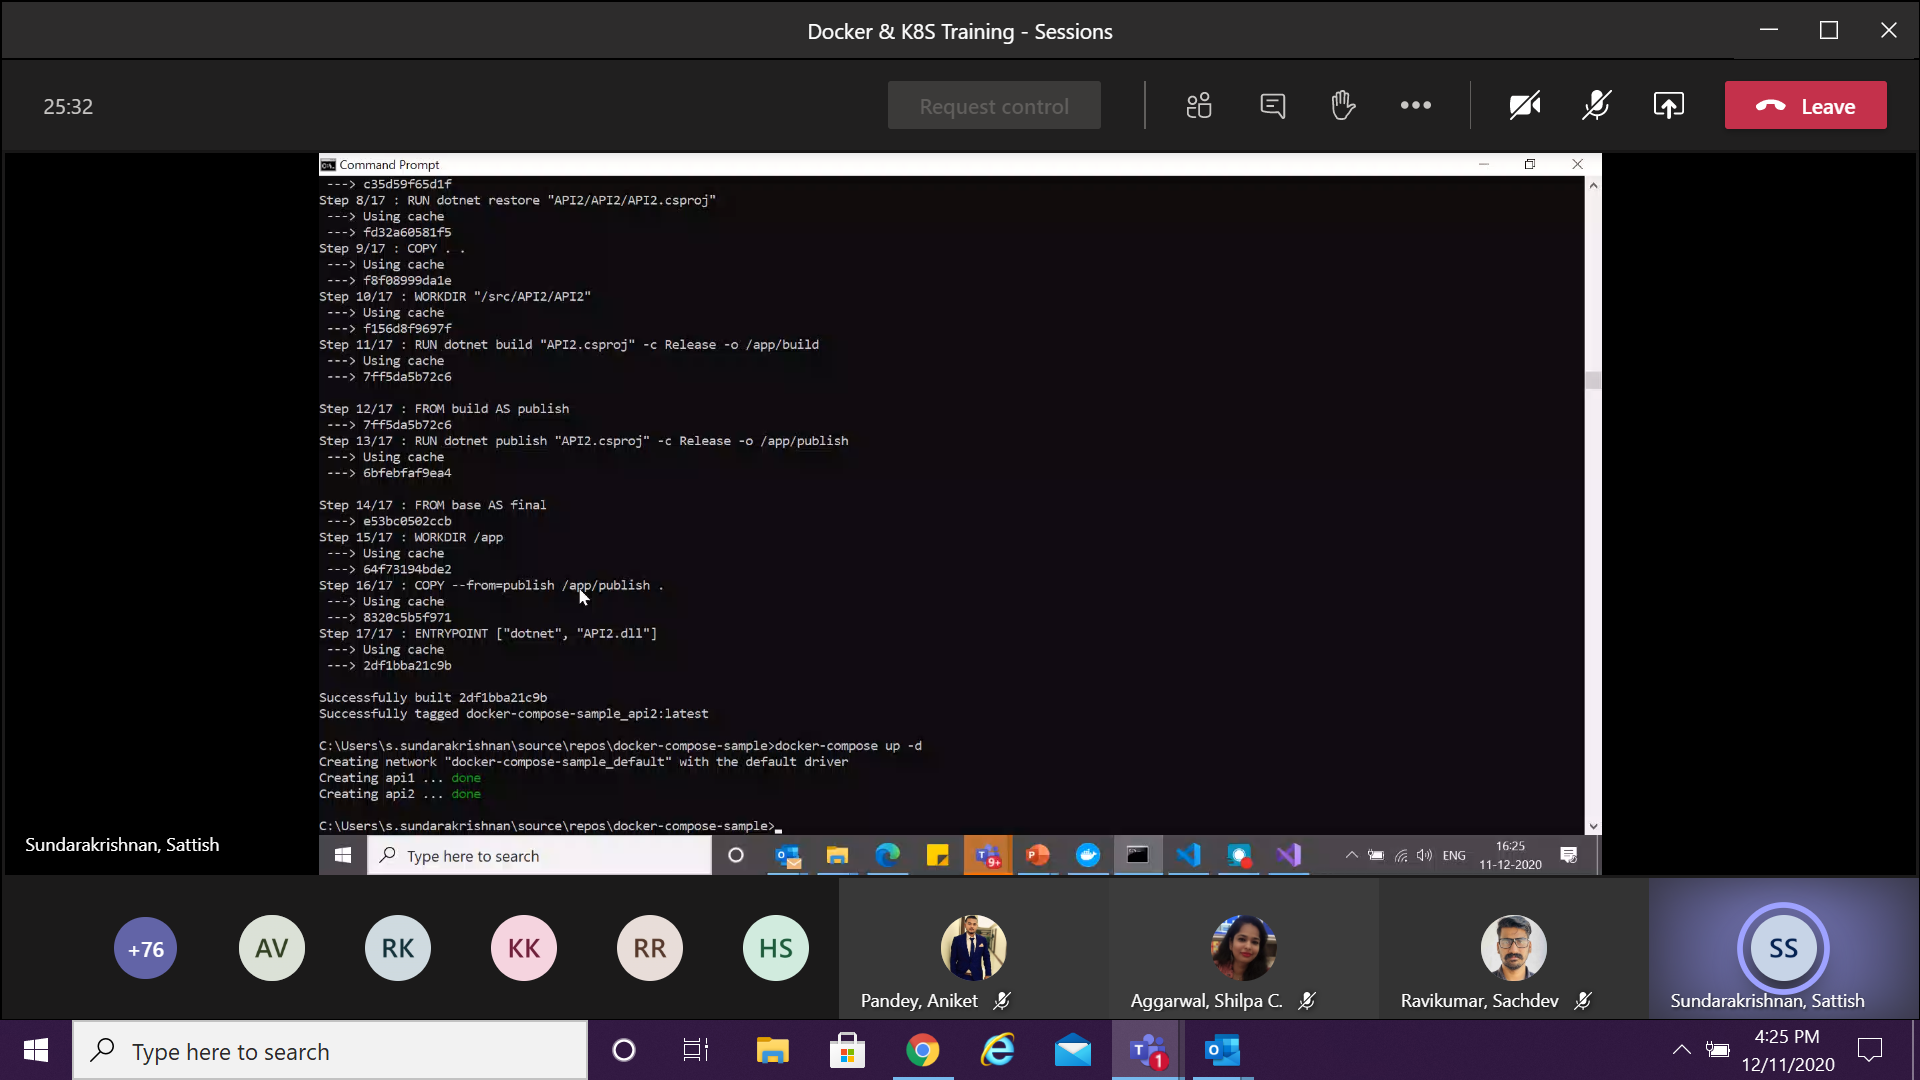 Docker & K8S Training - Sessions
25:32
Request control
Leave
Command Prompt
---> c35d59f65d1f
Step 8/17 : RUN dotnet restore "API2/API2/API2.csproj"
---> Using cache
---> fd32a60581f5
Step 9/17 : COPY . .
---> Using cache
---> f8f08999da1e
Step 10/17 : WORKDIR "/src/API2/API2"
---> Using cache
---> f156d8f9697f
Step 11/17 : RUN dotnet build "API2.csproj" -c Release -o /app/build
---> Using cache
---> 7ff5da5b72c6
Step 12/17 : FROM build AS publish
---> 7ff5da5b72c6
Step 13/17 : RUN dotnet publish "API2.csproj" -c Release -o /app/publish
---> Using cache
---> 6bfebfaf9ea4
Step 14/17 : FROM base AS final
---> e53bc0502ccb
Step 15/17 : WORKDIR /app
---> Using cache
---> 64f73194bde2
Step 16/17 : COPY --from=publish /app/publish .
---> Using cache
---> 8320c5b5f971
Step 17/17 : ENTRYPOINT ["dotnet", "API2.dll"]
---> Using cache
---> 2df1bba21c9b
Successfully built 2df1bba21c9b
Successfully tagged docker-compose-sample_api2:latest
C:\Users\s.sundarakrishnan\source\repos\docker-compose-sample>docker-compose up -d
Creating network "docker-compose-sample_default" with the default driver
Creating api1 ... done
Creating api2 ... done
C:\Users\s.sundarakrishnan\source\repos\docker-compose-sample>
Sundarakrishnan, Sattish
Type here to search
9+
ENG
16:25
11-12-2020
+76
AV
RK
KK
RR
HS
SS
Pandey, Aniket
Aggarwal, Shilpa C.
Ravikumar, Sachdev
Sundarakrishnan, Sattish
Type here to search
1
4:25 PM
12/11/2020